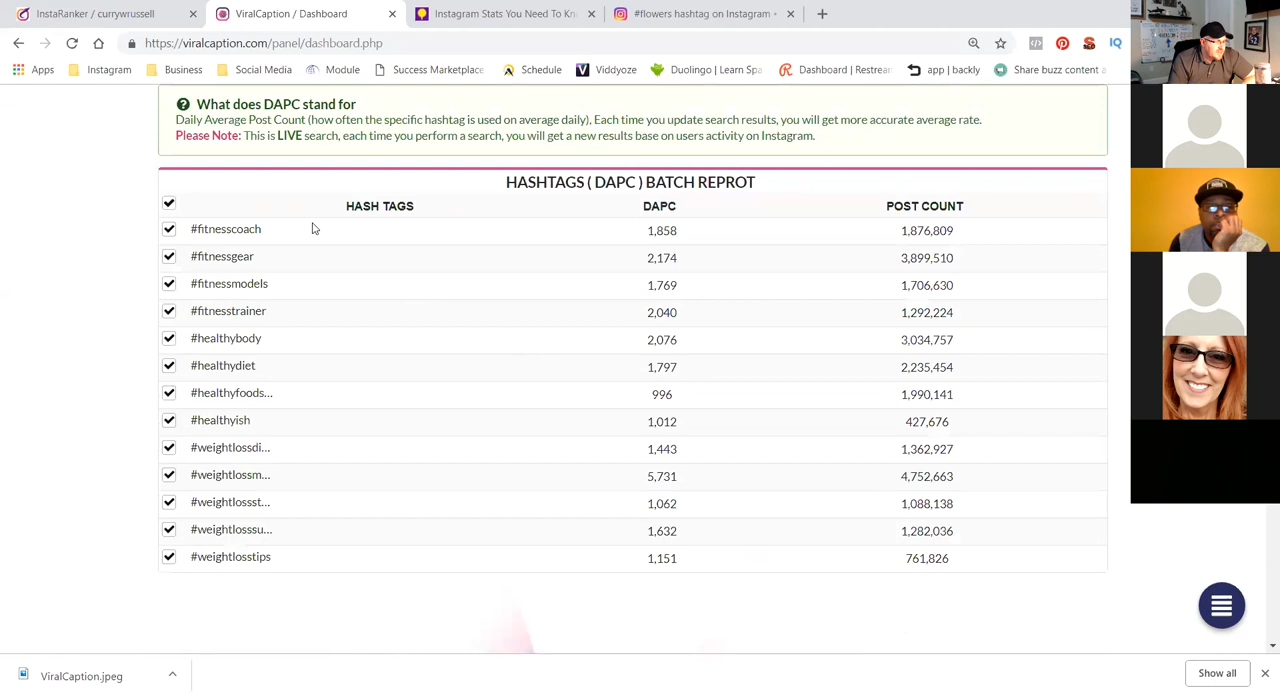 InstaRanker / currywrussell
ViralCaption / Dashboard
Instagram Stats You Need To Kn
#flowers hashtag on Instagram •
https://viralcaption.com/panel/dashboard.php
Apps
Instagram
Business
Social Media
Module
Success Marketplace
Schedule
Viddyoze
Duolingo | Learn Spa
Dashboard | Restrea
app | backly
Share buzz content a
IQ
What does DAPC stand for
Daily Average Post Count (how often the specific hashtag is used on average daily), Each time you update search results, you will get more accurate average rate.
Please Note: This is LIVE search, each time you perform a search, you will get a new results base on users activity on Instagram.
HASHTAGS ( DAPC ) BATCH REPROT
HASH TAGS DAPC POST COUNT
#fitnesscoach 1,858 1,876,809
#fitnessgear 2,174 3,899,510
#fitnessmodels 1,769 1,706,630
#fitnesstrainer 2,040 1,292,224
#healthybody 2,076 3,034,757
#healthydiet 1,797 2,235,454
#healthyfoods... 996 1,990,141
#healthyish 1,012 427,676
#weightlossdi... 1,443 1,362,927
#weightlossm... 5,731 4,752,663
#weightlossst... 1,062 1,088,138
#weightlosssu... 1,632 1,282,036
#weightlosstips 1,151 761,826
ViralCaption.jpeg
Show all